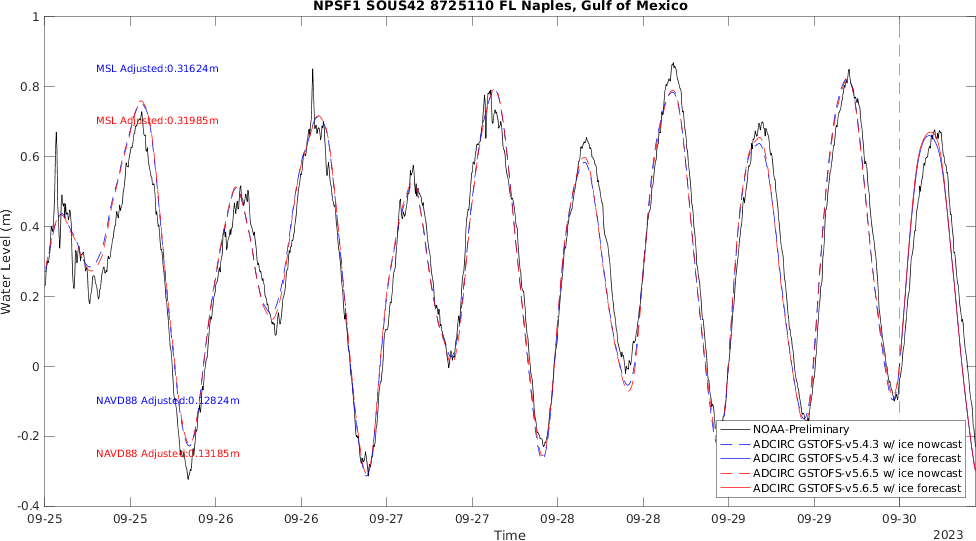 NPSF1 SOUS42 8725110 FL Naples, Gulf of Mexico
1
0.8
0.6
0.4
0.2
0
-0.2
-0.4
Water Level (m)
MSL Adjusted:0.31624m
MSL Adjusted:0.31985m
NAVD88 Adjusted:0.12824m
NAVD88 Adjusted:0.13185m
NOAA-Preliminary
ADCIRC GSTOFS-v5.4.3 w/ ice nowcast
ADCIRC GSTOFS-v5.4.3 w/ ice forecast
ADCIRC GSTOFS-v5.6.5 w/ ice nowcast
ADCIRC GSTOFS-v5.6.5 w/ ice forecast
09-25 09-25 09-26 09-26 09-27 09-27 09-28 09-28 09-29 09-29 09-30
Time
2023